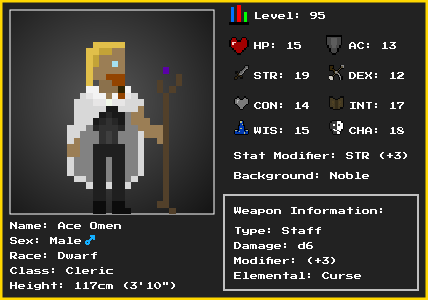 Level: 95
HP: 15 AC: 13
STR: 19 DEX: 12
CON: 14 INT: 17
WIS: 15 CHA: 18
Stat Modifier: STR (+3)
Background: Noble
Weapon Information:
Type: Staff
Damage: d6
Modifier: (+3)
Elemental: Curse
Name: Ace Omen
Sex: Male ♂
Race: Dwarf
Class: Cleric
Height: 117cm (3'10")